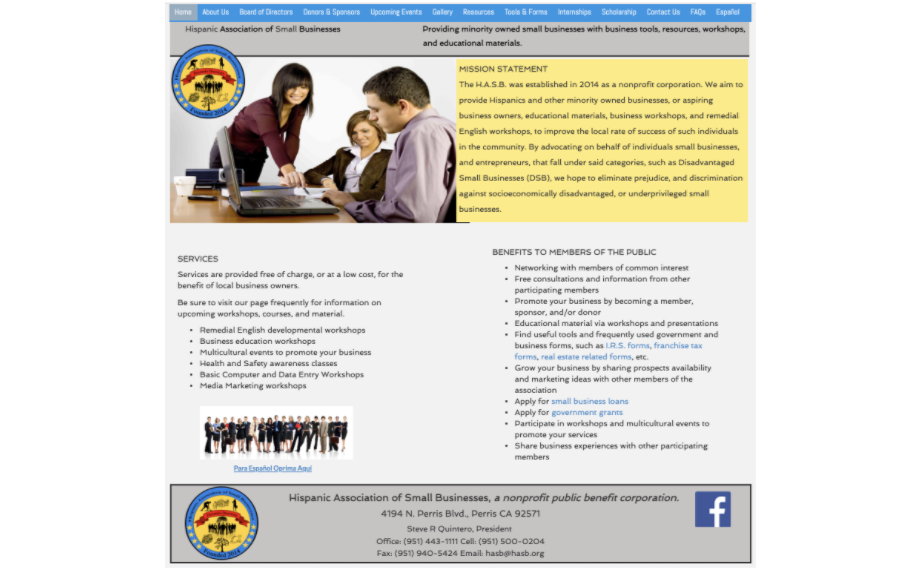 Home About Us Board of Directors Donors & Sponsors Upcoming Events Gallery Resources Tools & Forms Internships Scholarship Contact Us FAQs Español
Hispanic Association of Small Businesses
Providing minority owned small businesses with business tools, resources, workshops,
and educational materials.
MISSION STATEMENT
The H.A.S.B. was established in 2014 as a nonprofit corporation. We aim to
provide Hispanics and other minority owned businesses, or aspiring
business owners, educational materials, business workshops, and remedial
English workshops, to improve the local rate of success of such individuals
in the community. By advocating on behalf of individuals small businesses,
and entrepreneurs, that fall under said categories, such as Disadvantaged
Small Businesses (DSB), we hope to eliminate prejudice, and discrimination
against socioeconomically disadvantaged, or underprivileged small
businesses.
SERVICES
Services are provided free of charge, or at a low cost, for the
benefit of local business owners.
Be sure to visit our page frequently for information on
upcoming workshops, courses, and material.
• Remedial English developmental workshops
• Business education workshops
• Multicultural events to promote your business
• Health and Safety awareness classes
• Basic Computer and Data Entry Workshops
• Media Marketing workshops
Para Español Oprima Aquí
BENEFITS TO MEMBERS OF THE PUBLIC
• Networking with members of common interest
• Free consultations and information from other
participating members
• Promote your business by becoming a member,
sponsor, and/or donor
• Educational material via workshops and presentations
• Find useful tools and frequently used government and
business forms, such as I.R.S. forms, franchise tax
forms, real estate related forms, etc.
• Grow your business by sharing prospects availability
and marketing ideas with other members of the
association
• Apply for small business loans
• Apply for government grants
• Participate in workshops and multicultural events to
promote your services
• Share business experiences with other participating
members
Hispanic Association of Small Businesses, a nonprofit public benefit corporation.
4194 N. Perris Blvd., Perris CA 92571
Steve R Quintero, President
Office: (951) 443-1111 Cell: (951) 500-0204
Fax: (951) 940-5424 Email: hasb@hasb.org
Founded 2014